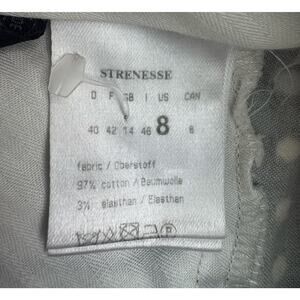 STRENESSE
D F GB I US CAN
40 42 14 46 8 8
fabric / Oberstoff
97% cotton / Baumwolle
3% elasthan / Elasthan
P